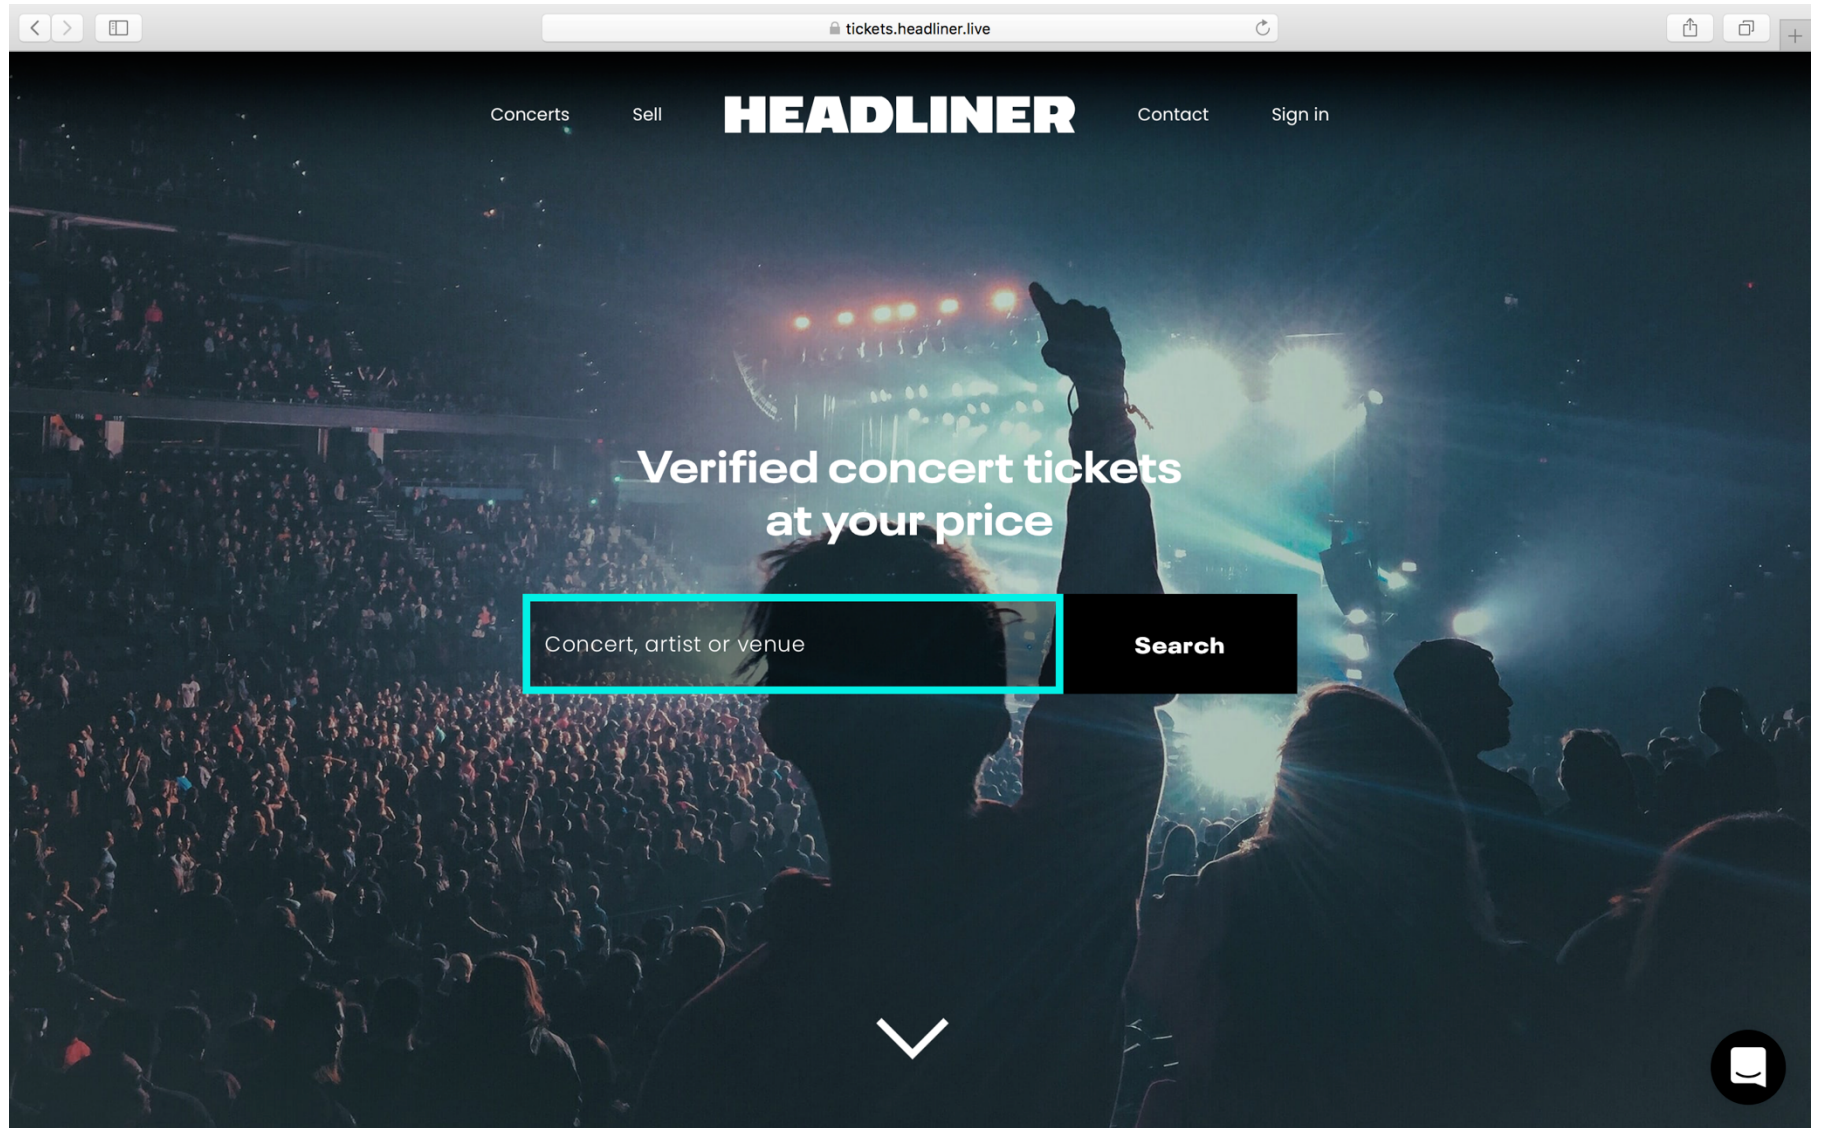 tickets.headliner.live
Concerts
Sell
HEADLINER
Contact
Sign in
Verified concert tickets
at your price
Concert, artist or venue
Search